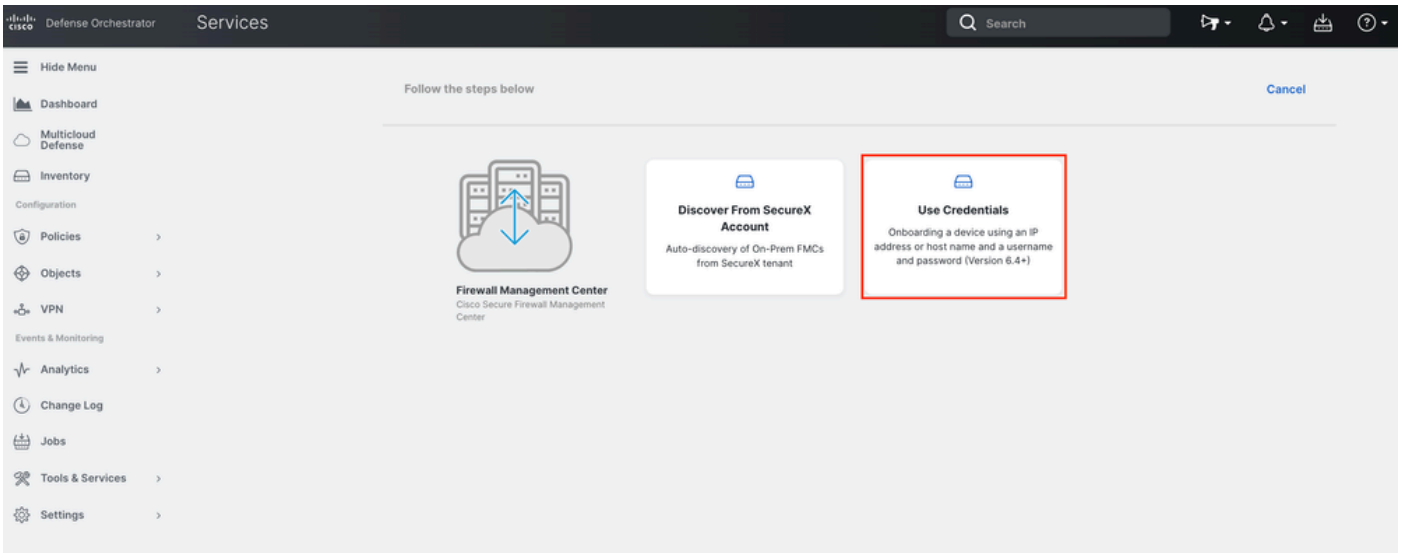 cisco Defense Orchestrator Services Search
Hide Menu
Dashboard
Multicloud
Defense
Inventory
Configuration
Policies
Objects
VPN
Events & Monitoring
Analytics
Change Log
Jobs
Tools & Services
Settings
Follow the steps below Cancel
Firewall Management Center
Cisco Secure Firewall Management
Center
Discover From SecureX
Account
Auto-discovery of On-Prem FMCs
from SecureX tenant
Use Credentials
Onboarding a device using an IP
address or host name and a username
and password (Version 6.4+)